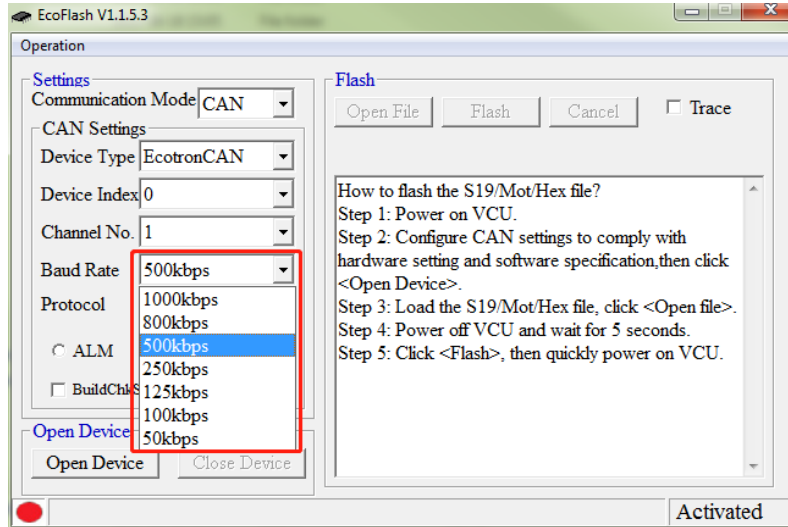 EcoFlash V1.1.5.3
Operation
Settings
Communication Mode CAN
CAN Settings
Device Type EcotronCAN
Device Index 0
Channel No. 1
Baud Rate 500kbps
1000kbps
Protocol
800kbps
500kbps
ALM
250kbps
125kbps
100kbps
50kbps
Open Device
Open Device Close Device
Flash
Open File Flash Cancel Trace
How to flash the S19/Mot/Hex file?
Step 1: Power on VCU.
Step 2: Configure CAN settings to comply with
hardware setting and software specification,then click
<Open Device>.
Step 3: Load the S19/Mot/Hex file, click <Open file>.
Step 4: Power off VCU and wait for 5 seconds.
Step 5: Click <Flash>, then quickly power on VCU.
Activated